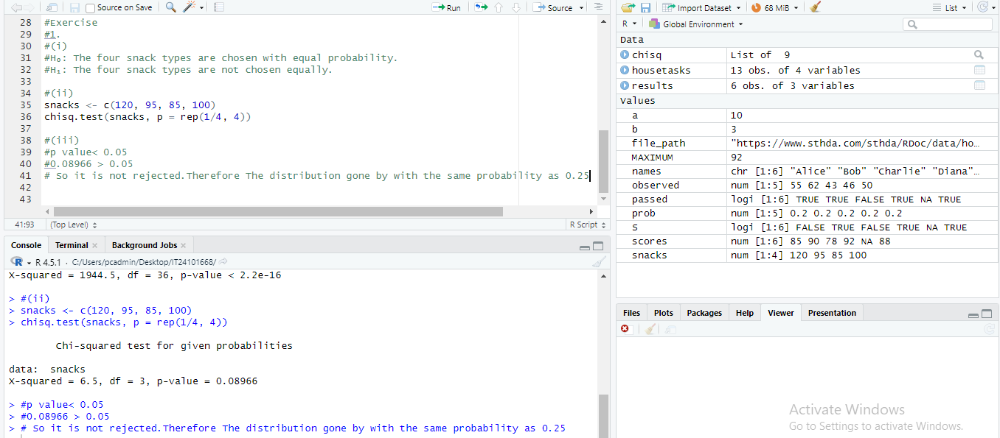 Source on Save
Run
Source
28 #Exercise
29 #1.
30 #(i)
31 #H₀: The four snack types are chosen with equal probability.
32 #H₁: The four snack types are not chosen equally.
33
34 #(ii)
35 snacks <- c(120, 95, 85, 100)
36 chisq.test(snacks, p = rep(1/4, 4))
37
38 #(iii)
39 #p value< 0.05
40 #0.08966 > 0.05
41 # So it is not rejected.Therefore The distribution gone by with the same probability as 0.25
42
43
41:93 (Top Level) R Script
Console Terminal Background Jobs
R 4.5.1 · C:/Users/pcadmin/Desktop/IT24101668/
X-squared = 1944.5, df = 36, p-value < 2.2e-16
> #(ii)
> snacks <- c(120, 95, 85, 100)
> chisq.test(snacks, p = rep(1/4, 4))
Chi-squared test for given probabilities
data:  snacks
X-squared = 6.5, df = 3, p-value = 0.08966
> #p value< 0.05
> #0.08966 > 0.05
> # So it is not rejected.Therefore The distribution gone by with the same probability as 0.25
Import Dataset 68 MiB List
R Global Environment
Data
chisq List of  9
housetasks 13 obs. of 4 variables
results 6 obs. of 3 variables
Values
a 10
b 3
file_path "https://www.sthda.com/sthda/RDoc/data/ho…
MAXIMUM 92
names chr [1:6] "Alice" "Bob" "Charlie" "Diana"…
observed num [1:5] 55 62 43 46 50
passed logi [1:6] TRUE TRUE FALSE TRUE NA TRUE
prob num [1:5] 0.2 0.2 0.2 0.2 0.2
S logi [1:6] FALSE TRUE FALSE TRUE NA TRUE
scores num [1:6] 85 90 78 92 NA 88
snacks num [1:4] 120 95 85 100
Files Plots Packages Help Viewer Presentation
Activate Windows
Go to Settings to activate Windows.